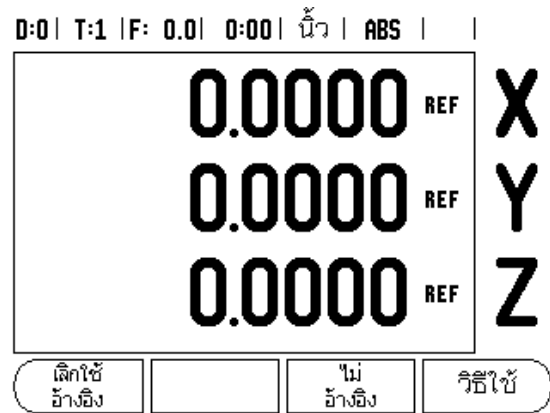 D:0 | T:1 | F: 0.0 | 0:00 | นิ้ว | ABS | |
0.0000 REF X
0.0000 REF Y
0.0000 REF Z
เลิกใช้
อ้างอิง
ไม่
อ้างอิง
วิธีใช้